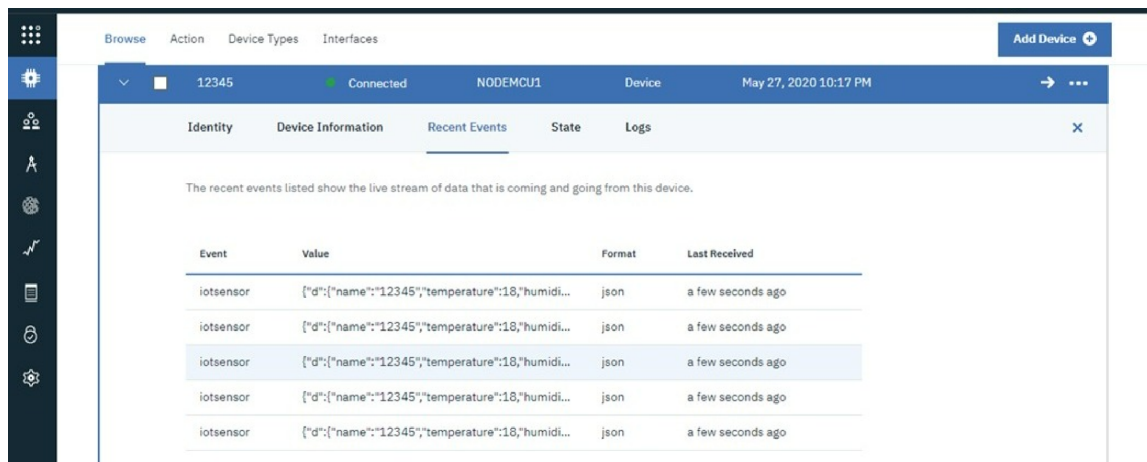 Browse Action Device Types Interfaces Add Device
12345 Connected NODEMCU1 Device May 27, 2020 10:17 PM
Identity Device Information Recent Events State Logs
The recent events listed show the live stream of data that is coming and going from this device.
Event Value Format Last Received
iotsensor {"d":{"name":"12345","temperature":18,"humidi... json a few seconds ago
iotsensor {"d":{"name":"12345","temperature":18,"humidi... json a few seconds ago
iotsensor {"d":{"name":"12345","temperature":18,"humidi... json a few seconds ago
iotsensor {"d":{"name":"12345","temperature":18,"humidi... json a few seconds ago
iotsensor {"d":{"name":"12345","temperature":18,"humidi... json a few seconds ago